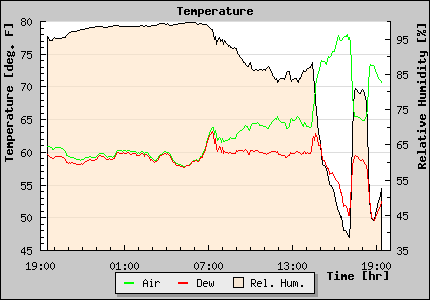 Temperature
Temperature [deg. F]
80
75
70
65
60
55
50
45
95
85
75
65
55
45
35
Relative Humidity [%]
19:00 01:00 07:00 13:00 19:00
Time [hr]
Air Dew Rel. Hum.